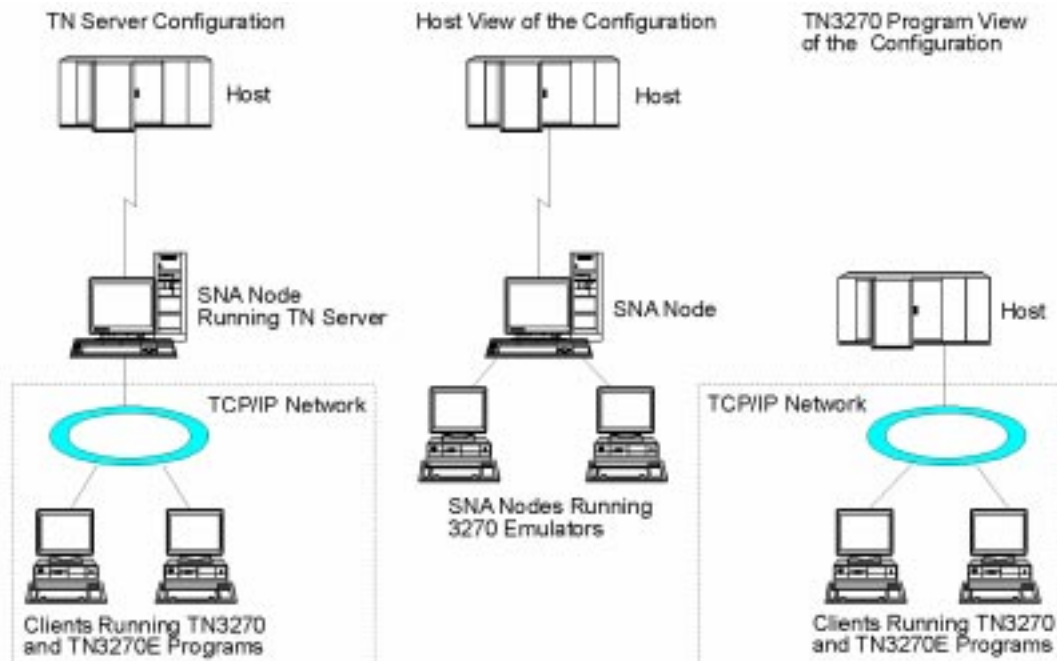 TN Server Configuration
Host
SNA Node
Running TN Server
TCP/IP Network
Clients Running TN3270
and TN3270E Programs
Host View of the Configuration
Host
SNA Node
SNA Nodes Running
3270 Emulators
TN3270 Program View
of the Configuration
Host
TCP/IP Network
Clients Running TN3270
and TN3270E Programs